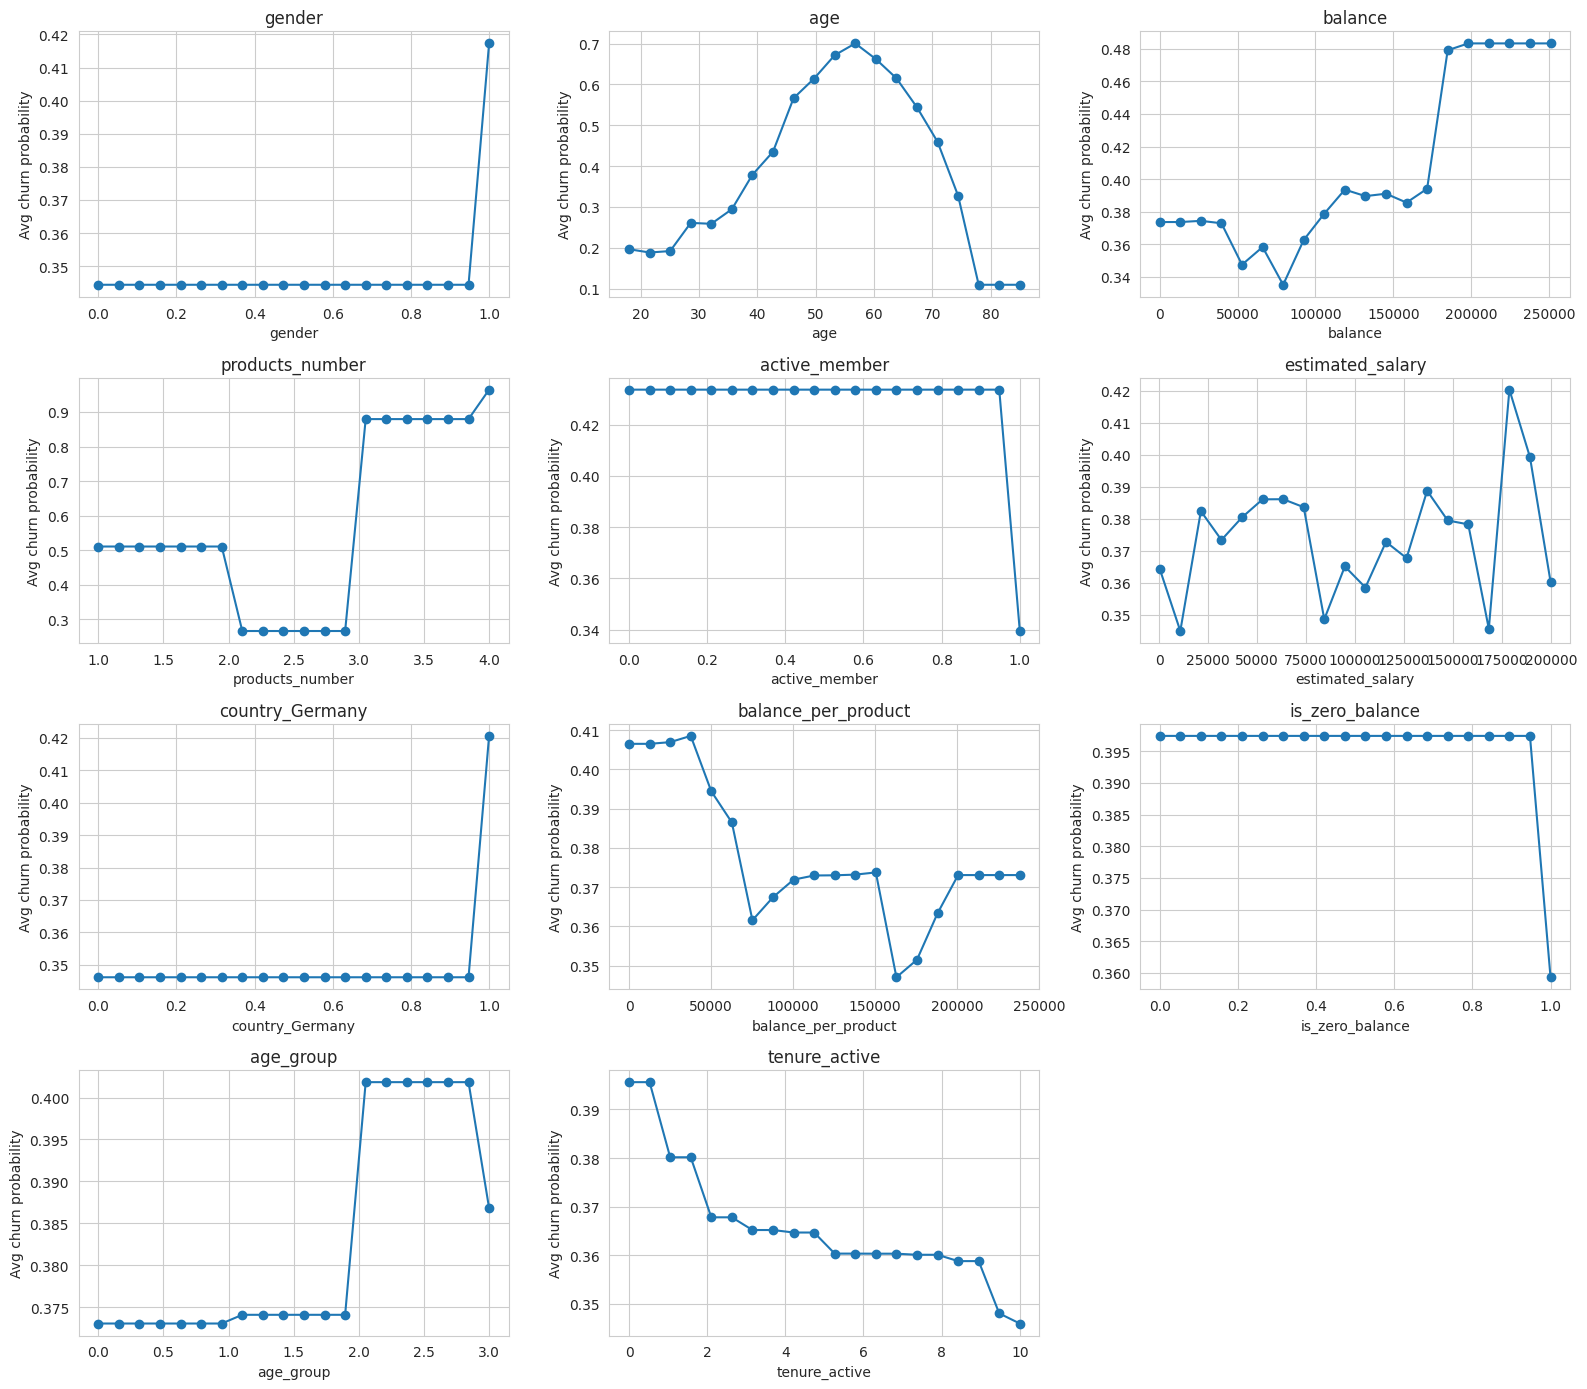 gender
Avg churn probability
0.42
0.41
0.40
0.39
0.38
0.37
0.36
0.35
0.0 0.2 0.4 0.6 0.8 1.0
gender
age
Avg churn probability
0.7
0.6
0.5
0.4
0.3
0.2
0.1
20 30 40 50 60 70 80
age
balance
Avg churn probability
0.48
0.46
0.44
0.42
0.40
0.38
0.36
0.34
0 50000 100000 150000 200000 250000
balance
products_number
Avg churn probability
0.9
0.8
0.7
0.6
0.5
0.4
0.3
1.0 1.5 2.0 2.5 3.0 3.5 4.0
products_number
active_member
Avg churn probability
0.42
0.40
0.38
0.36
0.34
0.0 0.2 0.4 0.6 0.8 1.0
active_member
estimated_salary
Avg churn probability
0.42
0.41
0.40
0.39
0.38
0.37
0.36
0.35
0 25000 50000 75000 100000 125000 150000 175000 200000
estimated_salary
country_Germany
Avg churn probability
0.42
0.41
0.40
0.39
0.38
0.37
0.36
0.35
0.0 0.2 0.4 0.6 0.8 1.0
country_Germany
balance_per_product
Avg churn probability
0.41
0.40
0.39
0.38
0.37
0.36
0.35
0 50000 100000 150000 200000 250000
balance_per_product
is_zero_balance
Avg churn probability
0.395
0.390
0.385
0.380
0.375
0.370
0.365
0.360
0.0 0.2 0.4 0.6 0.8 1.0
is_zero_balance
age_group
Avg churn probability
0.400
0.395
0.390
0.385
0.380
0.375
0.0 0.5 1.0 1.5 2.0 2.5 3.0
age_group
tenure_active
Avg churn probability
0.39
0.38
0.37
0.36
0.35
0 2 4 6 8 10
tenure_active